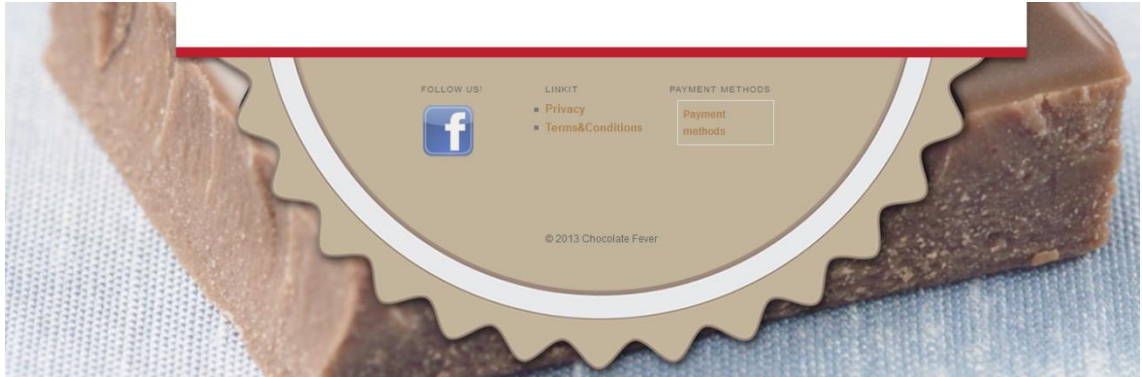 FOLLOW US!
f
LINKIT
Privacy
Terms&Conditions
PAYMENT METHODS
Payment
methods
© 2013 Chocolate Fever